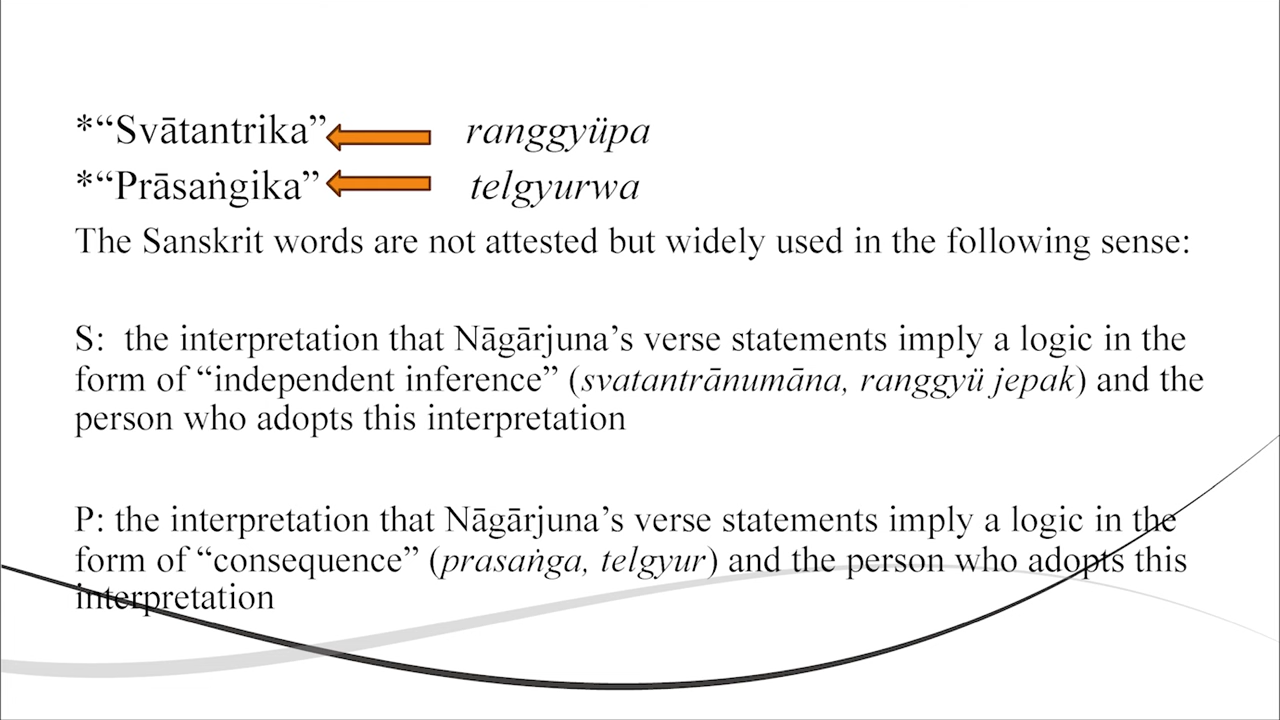 *“Svātantrika” ranggyüpa
*“Prāsaṅgika” telgyurwa
The Sanskrit words are not attested but widely used in the following sense:
S: the interpretation that Nāgārjuna’s verse statements imply a logic in the
form of “independent inference” (svatantrānumāna, ranggyü jepak) and the
person who adopts this interpretation
P: the interpretation that Nāgārjuna’s verse statements imply a logic in the
form of “consequence” (prasaṅga, telgyur) and the person who adopts this
interpretation